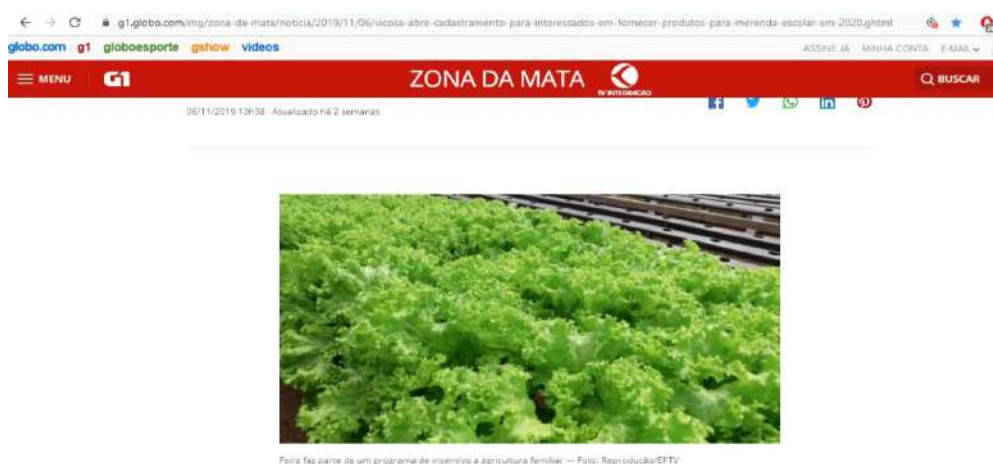 g1.globo.com/mg/zona-da-mata/noticia/2019/11/06/vicosa-abre-cadastramento-para-interessados-em-fornecer-produtos-para-merenda-escolar-em-2020.ghtml
globo.com g1 globoesporte gshow vídeos ASSINE JÁ MINHA CONTA E-MAIL
MENU G1 ZONA DA MATA TV INTEGRAÇÃO BUSCAR
06/11/2019 13h38 · Atualizado há 2 semanas
Feira faz parte de um programa de incentivo a agricultura familiar — Foto: Reprodução/EPTV